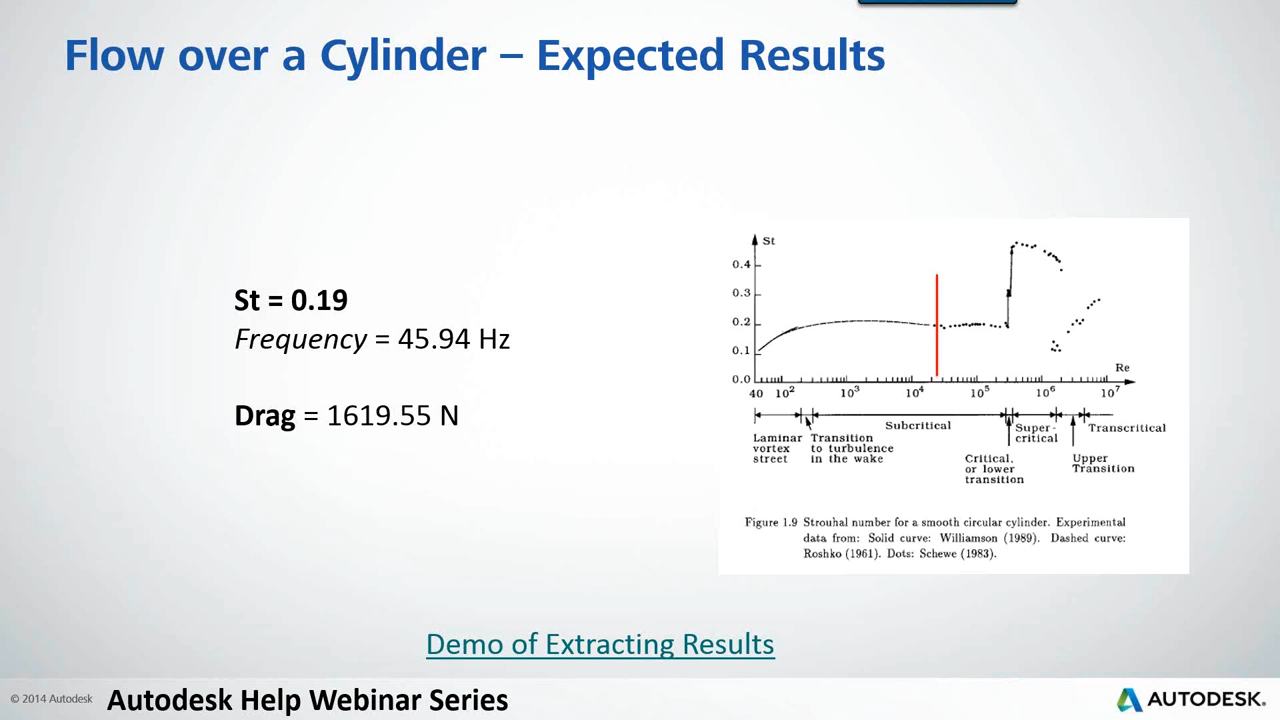 Flow over a Cylinder – Expected Results
St = 0.19
Frequency = 45.94 Hz
Drag = 1619.55 N
St
0.4
0.3
0.2
0.1
0.0
Re
40 10² 10³ 10⁴ 10⁵ 10⁶ 10⁷
Laminar
vortex
street
Transition
to turbulence
in the wake
Subcritical
Critical,
or lower
transition
Super-
critical
Upper
Transition
Transcritical
Figure 1.9 Strouhal number for a smooth circular cylinder. Experimental
data from: Solid curve: Williamson (1989). Dashed curve:
Roshko (1961). Dots: Schewe (1983).
Demo of Extracting Results
© 2014 Autodesk
Autodesk Help Webinar Series
AUTODESK.